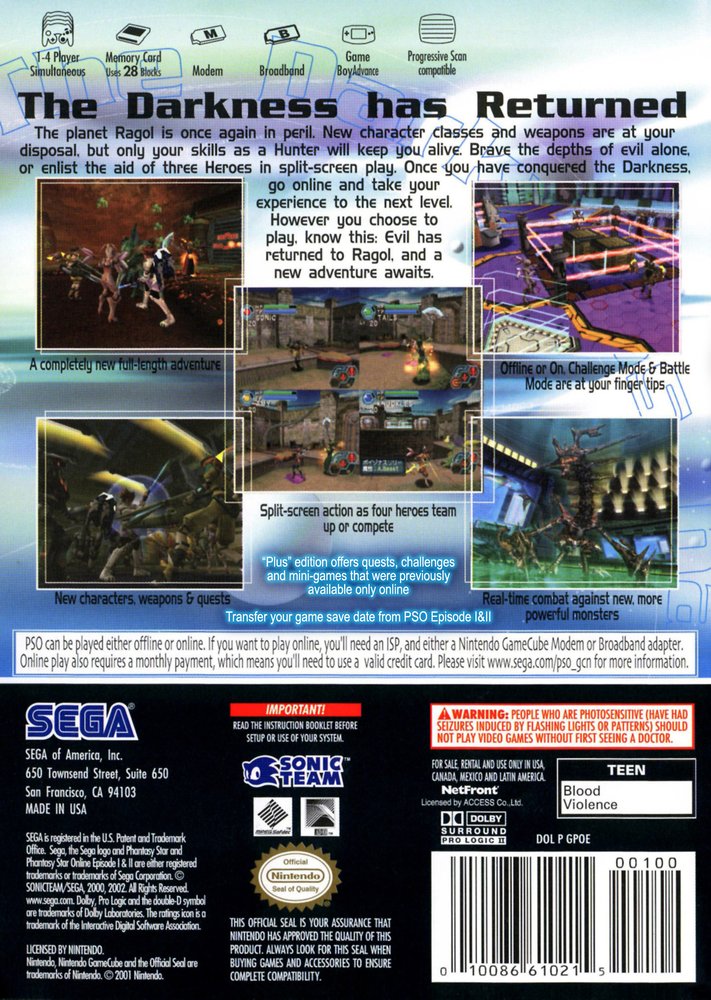 1-4 Player
Simultaneous
Memory Card
Uses 28 Blocks
Modem
Broadband
Game
BoyAdvance
Progressive Scan
compatible
The Darkness has Returned
The planet Ragol is once again in peril. New character classes and weapons are at your
disposal, but only your skills as a Hunter will keep you alive. Brave the depths of evil alone,
or enlist the aid of three Heroes in split-screen play. Once you have conquered the Darkness,
go online and take your
experience to the next level.
However you choose to
play, know this: Evil has
returned to Ragol, and a
new adventure awaits.
A completely new full-length adventure
SONIC
TAILS
Offline or On, Challenge Mode & Battle
Mode are at your finger tips
Split-screen action as four heroes team
up or compete
New characters, weapons & quests
"Plus" edition offers quests, challenges
and mini-games that were previously
available only online
Transfer your game save date from PSO Episode I&II
Real-time combat against new, more
powerful monsters
PSO can be played either offline or online. If you want to play online, you'll need an ISP, and either a Nintendo GameCube Modem or Broadband adapter.
Online play also requires a monthly payment, which means you'll need to use a valid credit card. Please visit www.sega.com/pso_gcn for more information.
SEGA®
SEGA of America, Inc.
650 Townsend Street, Suite 650
San Francisco, CA 94103
MADE IN USA
SEGA is registered in the U.S. Patent and Trademark
Office. Sega, the Sega logo and Phantasy Star and
Phantasy Star Online Episode I & II are either registered
trademarks or trademarks of Sega Corporation. ©
SONICTEAM/SEGA, 2000, 2002. All Rights Reserved.
www.sega.com. Dolby, Pro Logic and the double-D symbol
are trademarks of Dolby Laboratories. The ratings icon is a
trademark of the Interactive Digital Software Association.
LICENSED BY NINTENDO.
Nintendo, Nintendo GameCube and the Official Seal are
trademarks of Nintendo. © 2001 Nintendo.
IMPORTANT!
READ THE INSTRUCTION BOOKLET BEFORE
SETUP OR USE OF YOUR SYSTEM.
SONIC
TEAM™
Official
Nintendo
Seal of Quality
THIS OFFICIAL SEAL IS YOUR ASSURANCE THAT
NINTENDO HAS APPROVED THE QUALITY OF THIS
PRODUCT. ALWAYS LOOK FOR THIS SEAL WHEN
BUYING GAMES AND ACCESSORIES TO ENSURE
COMPLETE COMPATIBILITY.
WARNING: PEOPLE WHO ARE PHOTOSENSITIVE (HAVE HAD
SEIZURES INDUCED BY FLASHING LIGHTS OR PATTERNS) SHOULD
NOT PLAY VIDEO GAMES WITHOUT FIRST SEEING A DOCTOR.
FOR SALE, RENTAL AND USE ONLY IN USA,
CANADA, MEXICO AND LATIN AMERICA.
NetFront™
Licensed by ACCESS Co.,Ltd.
DOLBY
SURROUND
PRO LOGIC II
TEEN
Blood
Violence
DOL P GPOE
00100
0 10086 61021 5